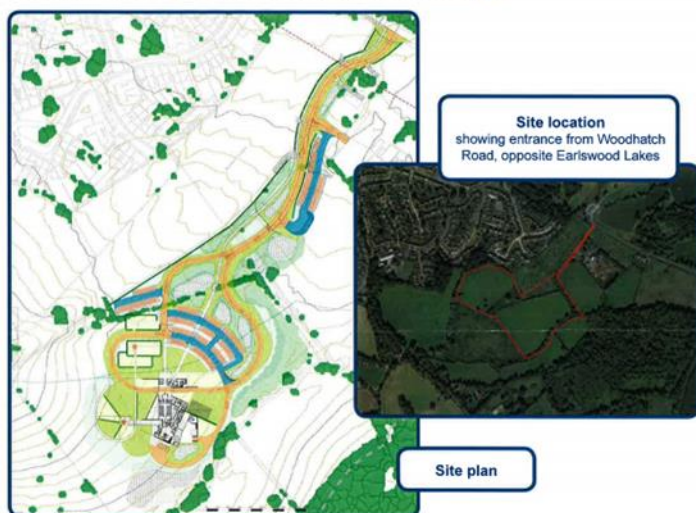 Site location
showing entrance from Woodhatch
Road, opposite Earlswood Lakes
Site plan